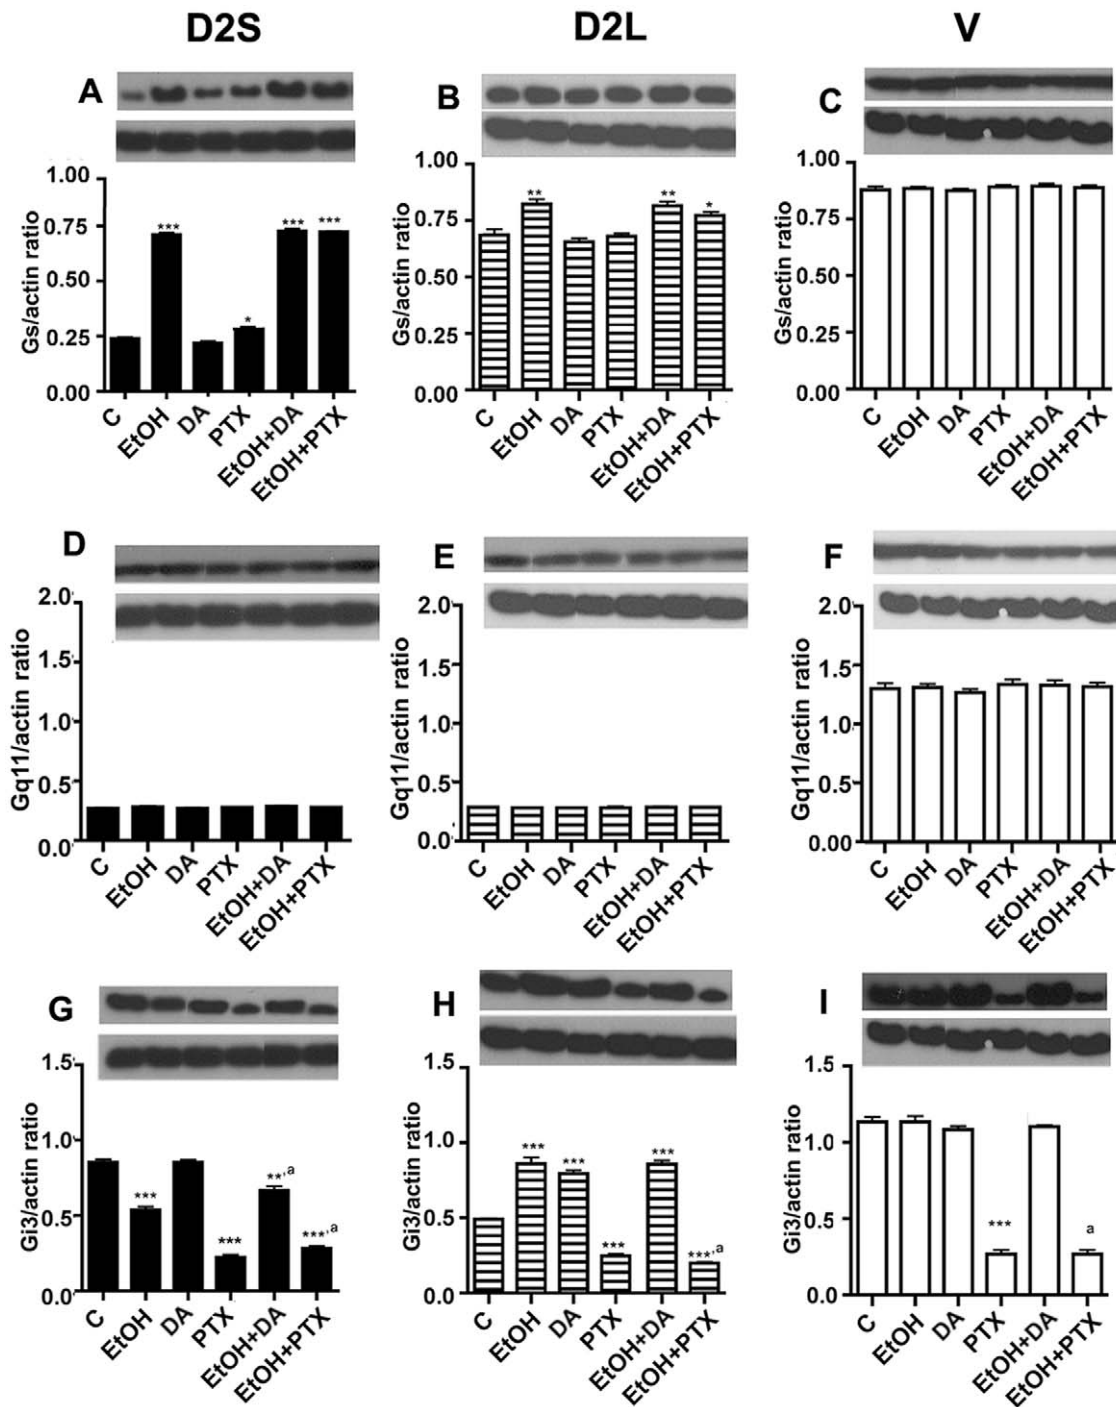 D2S D2L V
A
1.00
0.75
0.50
0.25
0.00
Gs/actin ratio
***
*
***
***
C EtOH DA PTX EtOH+DA EtOH+PTX
B
1.00
0.75
0.50
0.25
0.00
Gs/actin ratio
**
**
*
C EtOH DA PTX EtOH+DA EtOH+PTX
C
1.00
0.75
0.50
0.25
0.00
Gs/actin ratio
C EtOH DA PTX EtOH+DA EtOH+PTX
D
2.0
1.5
1.0
0.5
0.0
Gq11/actin ratio
C EtOH DA PTX EtOH+DA EtOH+PTX
E
2.0
1.5
1.0
0.5
0.0
Gq11/actin ratio
C EtOH DA PTX EtOH+DA EtOH+PTX
F
2.0
1.5
1.0
0.5
0.00
Gq11/actin ratio
C EtOH DA PTX EtOH+DA EtOH+PTX
G
1.5
1.0
0.5
0.0
Gi3/actin ratio
***
***
**,a
***,a
C EtOH DA PTX EtOH+DA EtOH+PTX
H
1.5
1.0
0.5
0.0
Gi3/actin ratio
***
***
***
***
***,a
C EtOH DA PTX EtOH+DA EtOH+PTX
I
1.5
1.0
0.5
0.0
Gi3/actin ratio
***
a
C EtOH DA PTX EtOH+DA EtOH+PTX